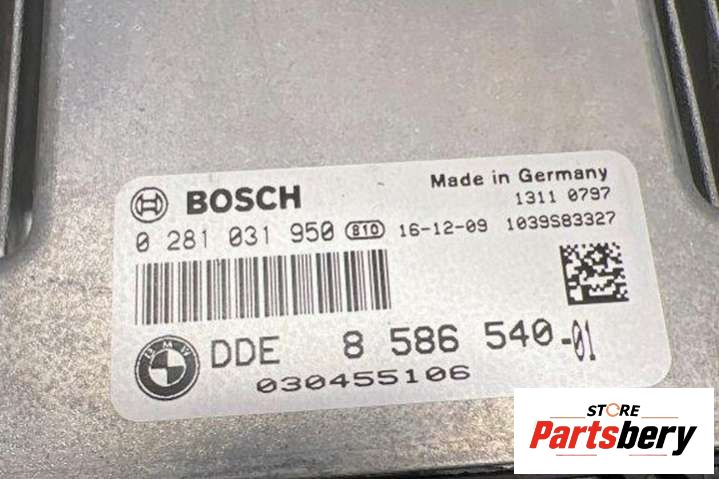 BOSCH Made in Germany
1311 0797
0 281 031 950 810 16-12-09 1039S83327
BMW DDE 8 586 540-01
030455106
STORE
Partsbery